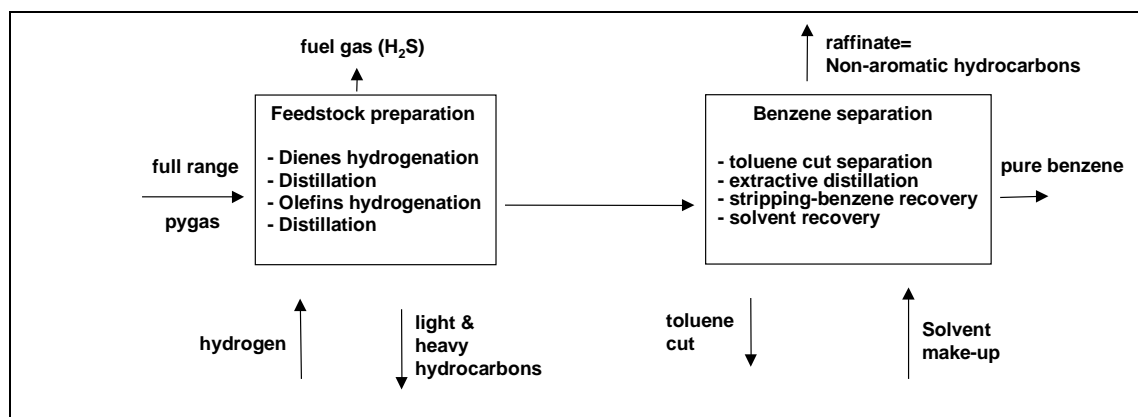 fuel gas (H₂S)
raffinate=
Non-aromatic hydrocarbons
full range
pygas
Feedstock preparation
- Dienes hydrogenation
- Distillation
- Olefins hydrogenation
- Distillation
Benzene separation
- toluene cut separation
- extractive distillation
- stripping-benzene recovery
- solvent recovery
pure benzene
hydrogen
light &
heavy
hydrocarbons
toluene
cut
Solvent
make-up